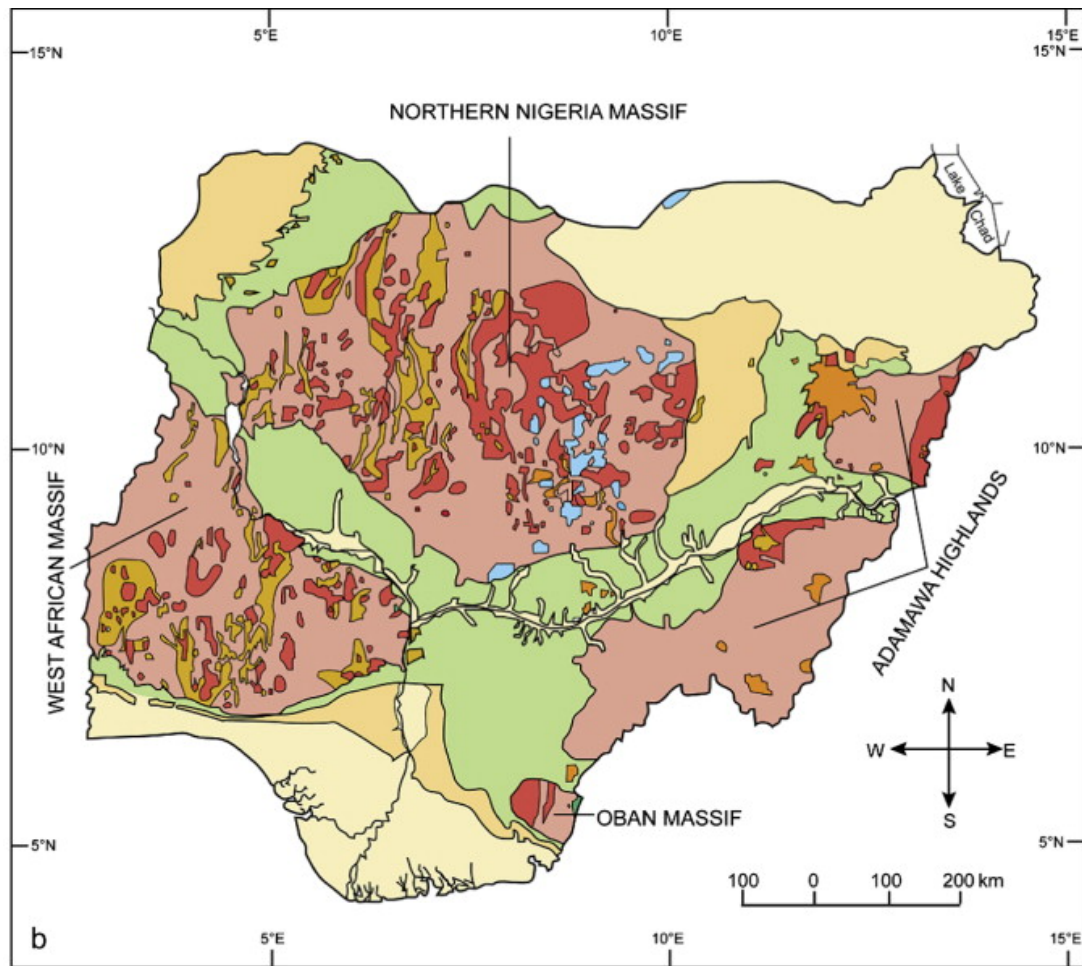 5°E
10°E
15°E
15°N
15°N
NORTHERN NIGERIA MASSIF
Lake
Chad
10°N
10°N
WEST AFRICAN MASSIF
ADAMAWA HIGHLANDS
N
W
E
S
OBAN MASSIF
5°N
5°N
100 0 100 200 km
b
5°E
10°E
15°E